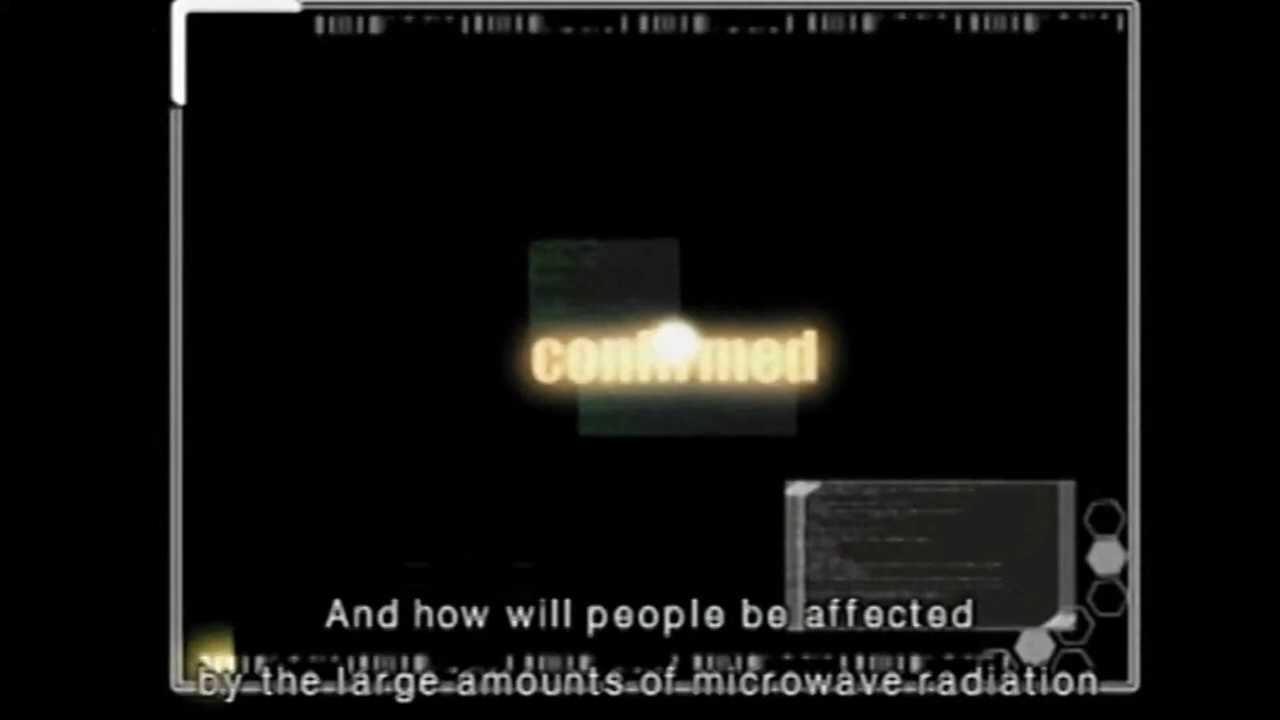 confirmed
And how will people be affected
by the large amounts of microwave radiation